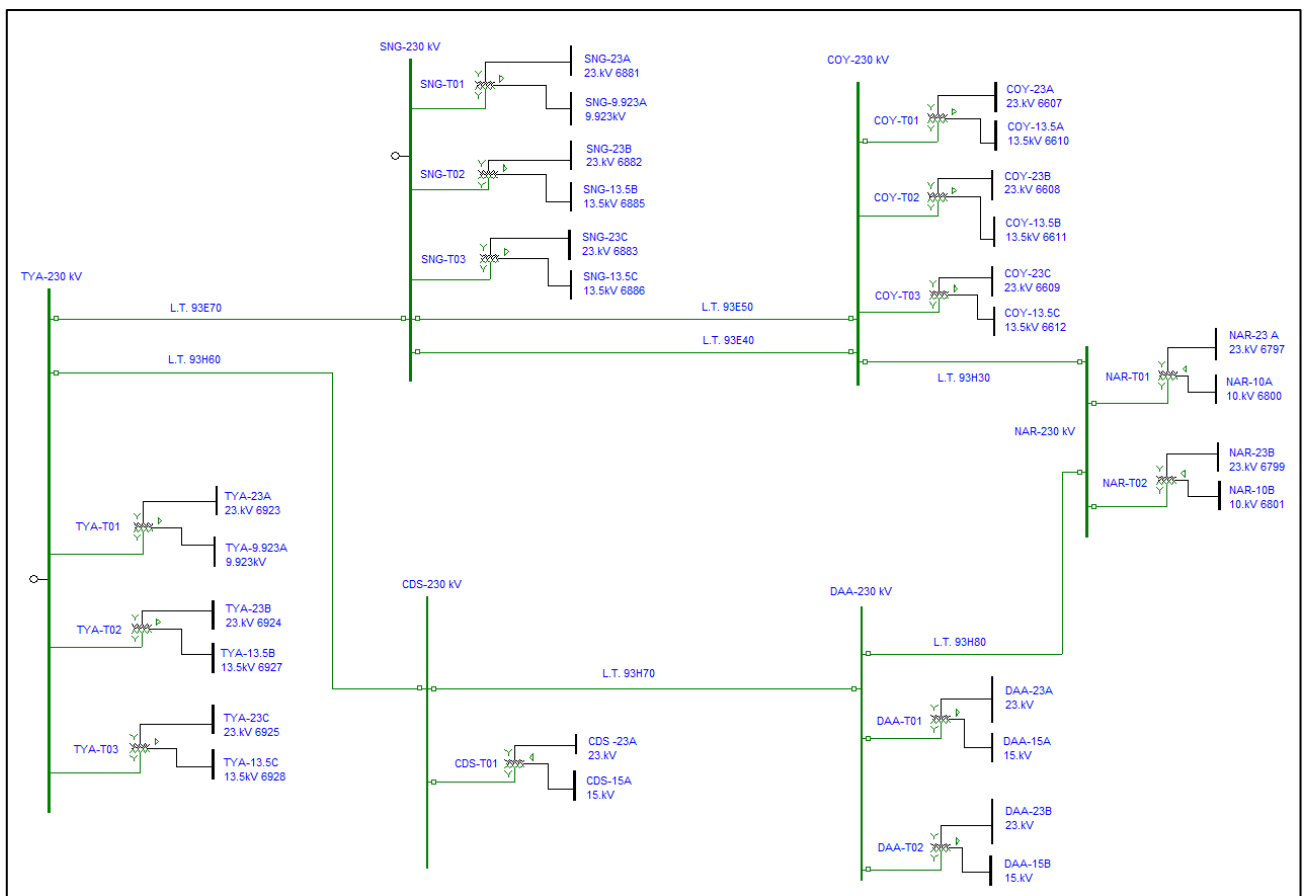 SNG-230 kV
SNG-T01
SNG-23A
23.kV 6881
SNG-9.923A
9.923kV
SNG-T02
SNG-23B
23.kV 6882
SNG-13.5B
13.5kV 6885
SNG-T03
SNG-23C
23.kV 6883
SNG-13.5C
13.5kV 6886
COY-230 kV
COY-T01
COY-23A
23.kV 6607
COY-13.5A
13.5kV 6610
COY-T02
COY-23B
23.kV 6608
COY-13.5B
13.5kV 6611
COY-T03
COY-23C
23.kV 6609
COY-13.5C
13.5kV 6612
TYA-230 kV
L.T. 93E70
L.T. 93E50
L.T. 93H60
L.T. 93E40
L.T. 93H30
NAR-230 kV
NAR-T01
NAR-23 A
23.kV 6797
NAR-10A
10.kV 6800
NAR-T02
NAR-23B
23.kV 6799
NAR-10B
10.kV 6801
TYA-T01
TYA-23A
23.kV 6923
TYA-9.923A
9.923kV
TYA-T02
TYA-23B
23.kV 6924
TYA-13.5B
13.5kV 6927
TYA-T03
TYA-23C
23.kV 6925
TYA-13.5C
13.5kV 6928
CDS-230 kV
L.T. 93H70
CDS-T01
CDS -23A
23.kV
CDS-15A
15.kV
DAA-230 kV
L.T. 93H80
DAA-T01
DAA-23A
23.kV
DAA-15A
15.kV
DAA-T02
DAA-23B
23.kV
DAA-15B
15.kV